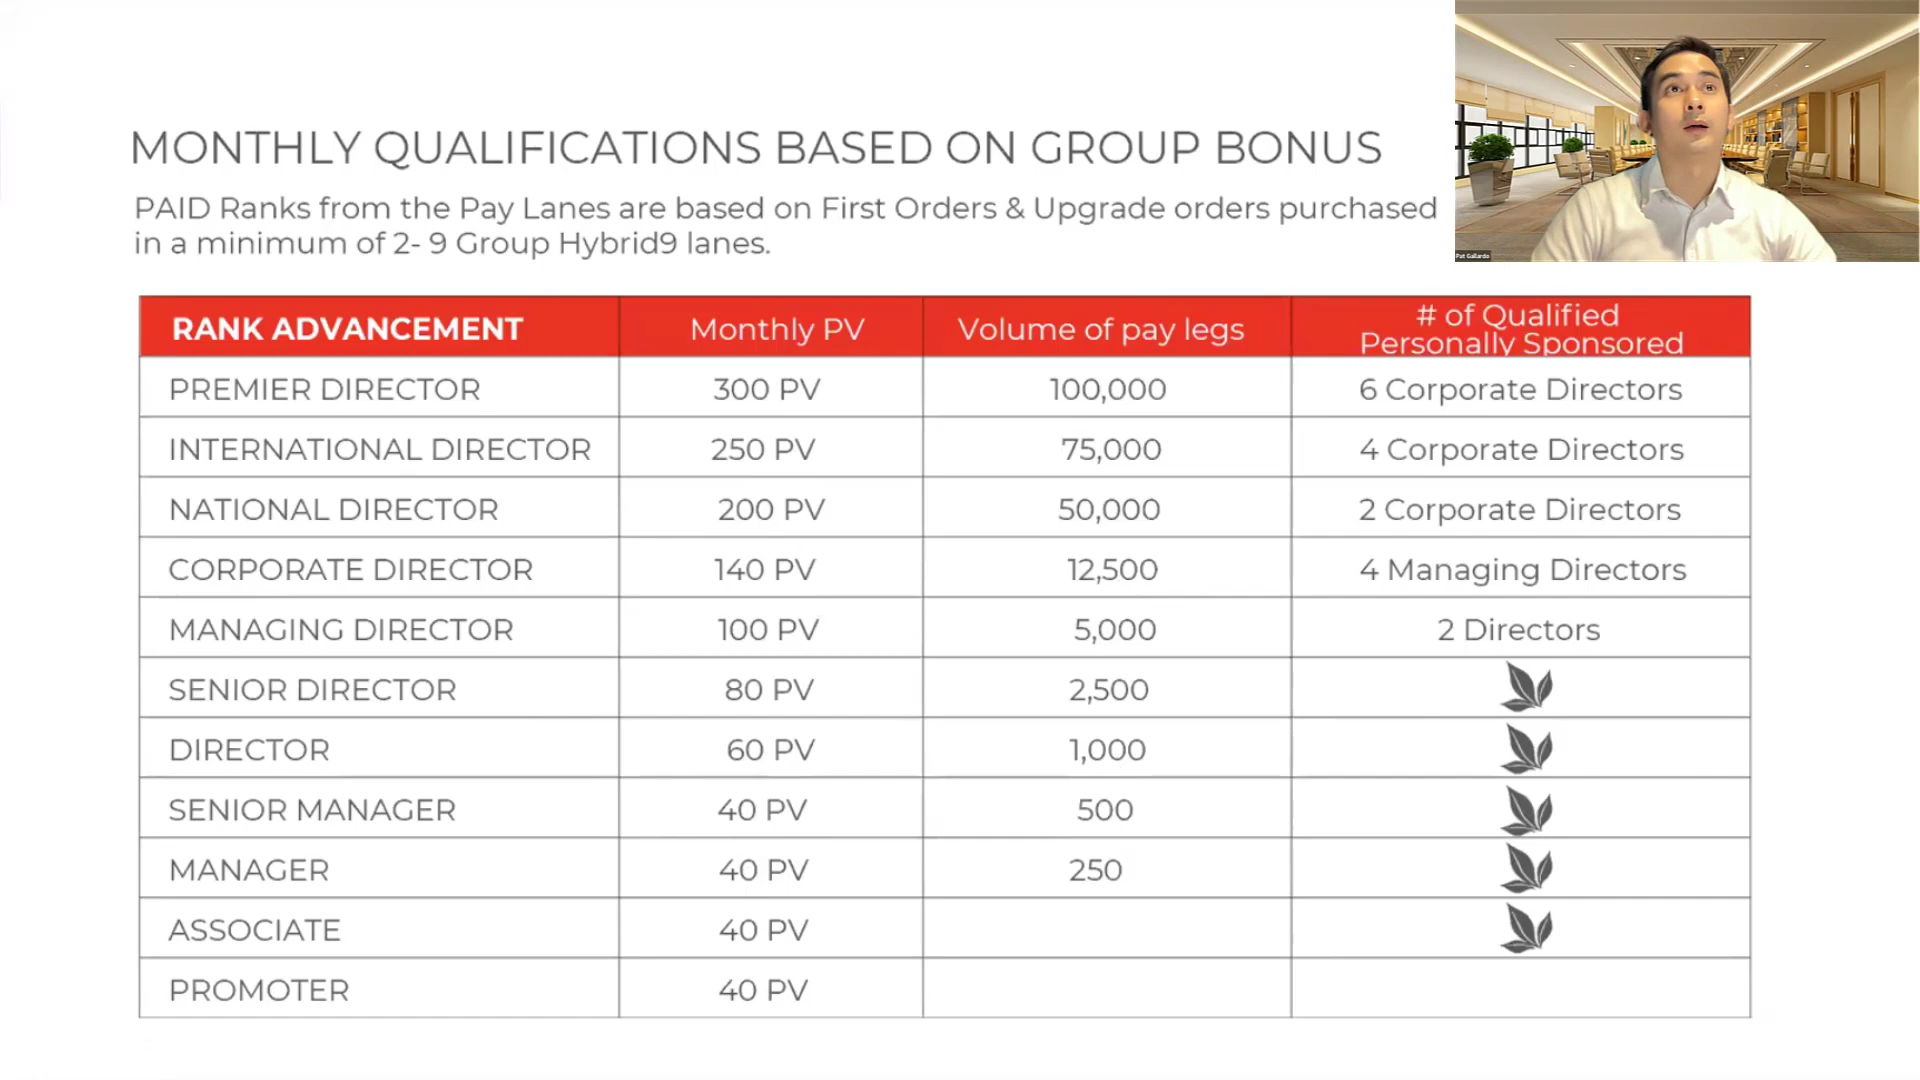 MONTHLY QUALIFICATIONS BASED ON GROUP BONUS
PAID Ranks from the Pay Lanes are based on First Orders & Upgrade orders purchased
in a minimum of 2- 9 Group Hybrid9 lanes.
Pat Gallardo
RANK ADVANCEMENT Monthly PV Volume of pay legs # of Qualified
Personally Sponsored
PREMIER DIRECTOR 300 PV 100,000 6 Corporate Directors
INTERNATIONAL DIRECTOR 250 PV 75,000 4 Corporate Directors
NATIONAL DIRECTOR 200 PV 50,000 2 Corporate Directors
CORPORATE DIRECTOR 140 PV 12,500 4 Managing Directors
MANAGING DIRECTOR 100 PV 5,000 2 Directors
SENIOR DIRECTOR 80 PV 2,500
DIRECTOR 60 PV 1,000
SENIOR MANAGER 40 PV 500
MANAGER 40 PV 250
ASSOCIATE 40 PV
PROMOTER 40 PV